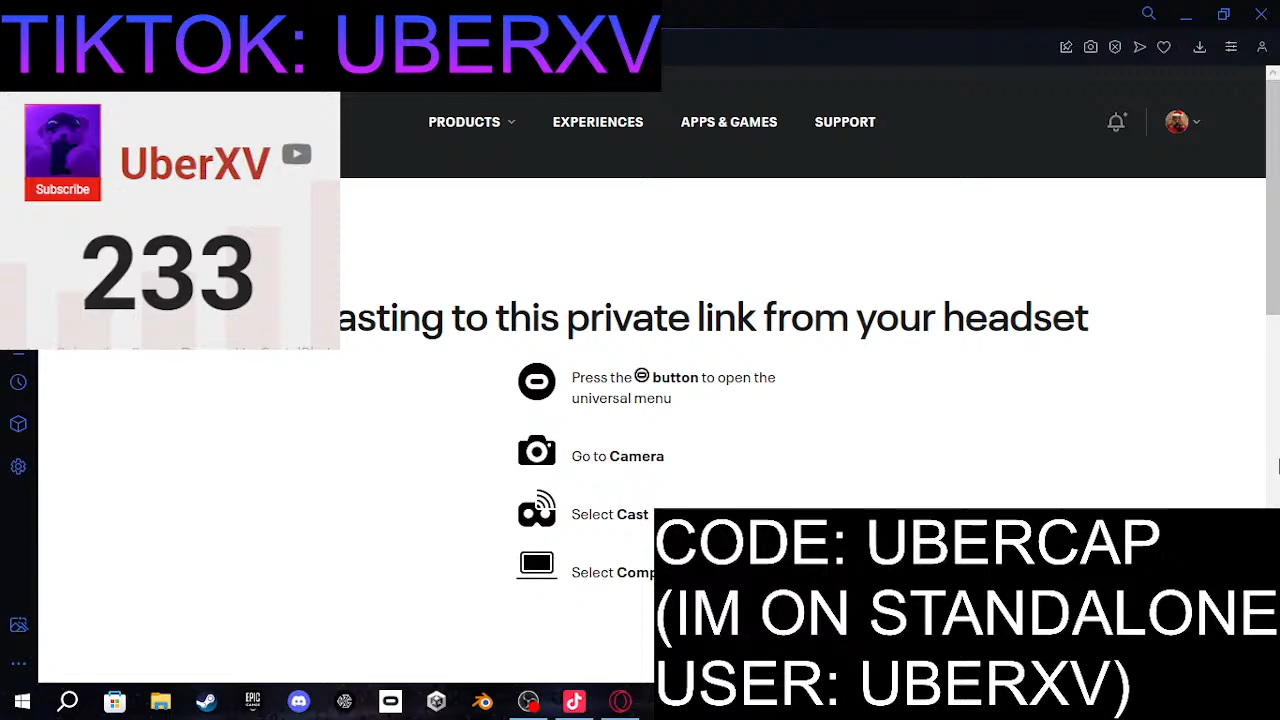 TIKTOK: UBERXV
PRODUCTS EXPERIENCES APPS & GAMES SUPPORT
UberXV
Subscribe
233
asting to this private link from your headset
Press the button to open the
universal menu
Go to Camera
Select Cast
Select Comp
EPIC
GAMES
CODE: UBERCAP
(IM ON STANDALONE
USER: UBERXV)